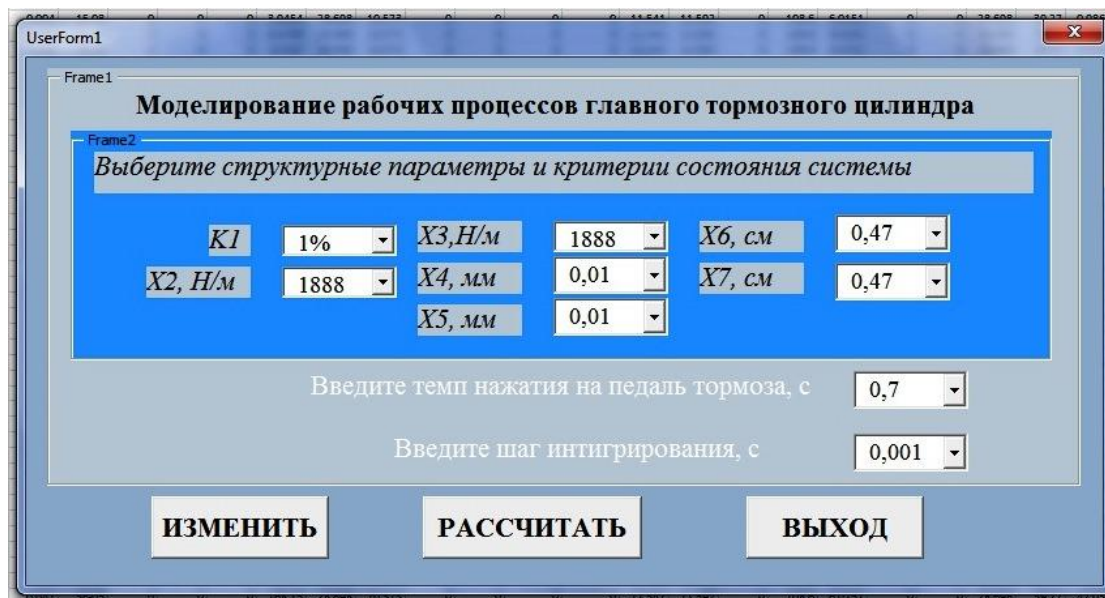 UserForm1
Frame1
Моделирование рабочих процессов главного тормозного цилиндра
Frame2
Выберите структурные параметры и критерии состояния системы
K1 1% X3,Н/м 1888 X6, см 0,47
X2, Н/м 1888 X4, мм 0,01 X7, см 0,47
X5, мм 0,01
Введите темп нажатия на педаль тормоза, с 0,7
Введите шаг интигрирования, с 0,001
ИЗМЕНИТЬ РАССЧИТАТЬ ВЫХОД